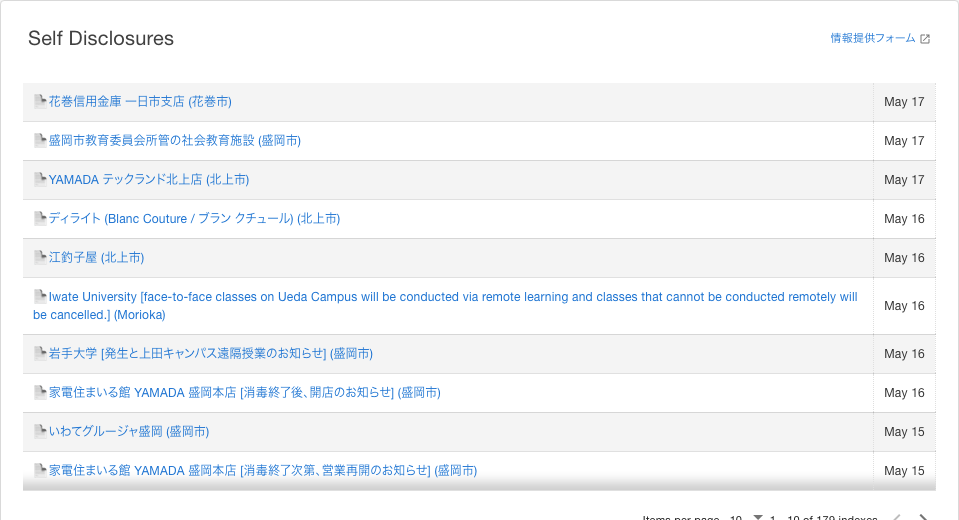 Self Disclosures
情報提供フォーム
花巻信用金庫 一日市支店 (花巻市)
May 17
盛岡市教育委員会所管の社会教育施設 (盛岡市)
May 17
YAMADA テックランド北上店 (北上市)
May 17
ディライト (Blanc Couture / ブラン クチュール) (北上市)
May 16
江釣子屋 (北上市)
May 16
Iwate University [face-to-face classes on Ueda Campus will be conducted via remote learning and classes that cannot be conducted remotely will
be cancelled.] (Morioka)
May 16
岩手大学 [発生と上田キャンパス遠隔授業のお知らせ] (盛岡市)
May 16
家電住まいる館 YAMADA 盛岡本店 [消毒終了後、開店のお知らせ] (盛岡市)
May 16
いわてグルージャ盛岡 (盛岡市)
May 15
家電住まいる館 YAMADA 盛岡本店 [消毒終了次第、営業再開のお知らせ] (盛岡市)
May 15
Items per page 10 1 - 10 of 179 indexes